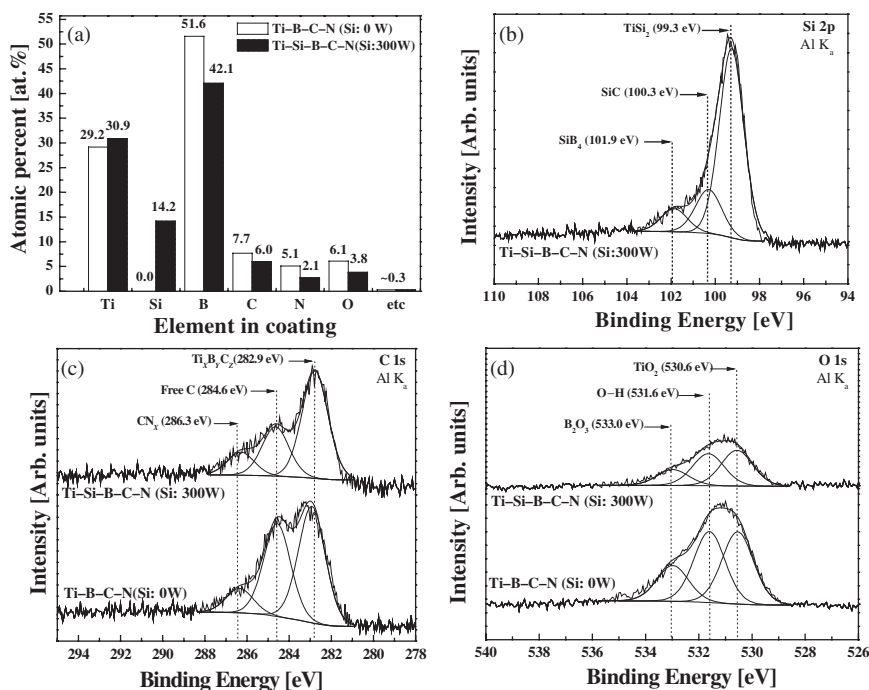 (a)
Ti–B–C–N (Si: 0 W)
Ti–Si–B–C–N(Si:300W)
Atomic percent [at.%]
55
50
45
40
35
30
25
20
15
10
5
0
29.2
30.9
0.0
14.2
51.6
42.1
7.7
6.0
5.1
2.1
6.1
3.8
~0.3
Ti Si B C N O etc
Element in coating
(b)
Si 2p
Al Kₐ
TiSi₂ (99.3 eV)
SiC (100.3 eV)
SiB₄ (101.9 eV)
Ti–Si–B–C–N (Si:300W)
Intensity [Arb. units]
110 108 106 104 102 100 98 96 94
Binding Energy [eV]
(c)
C 1s
Al Kₐ
TiₓBᵧC_Z(282.9 eV)
Free C (284.6 eV)
CNₓ (286.3 eV)
Ti–Si–B–C–N (Si: 300W)
Ti–B–C–N(Si: 0W)
Intensity [Arb. units]
294 292 290 288 286 284 282 280 278
Binding Energy [eV]
(d)
O 1s
Al Kₐ
TiO₂ (530.6 eV)
O–H (531.6 eV)
B₂O₃ (533.0 eV)
Ti–Si–B–C–N (Si: 300W)
Ti–B–C–N (Si: 0W)
Intensity [Arb. units]
540 538 536 534 532 530 528 526
Binding Energy [eV]